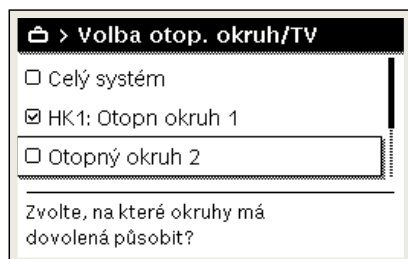 > Volba otop. okruh/TV
Celý systém
HK1: Otopn okruh 1
Otopný okruh 2
Zvolte, na které okruhy má
dovolená působit?